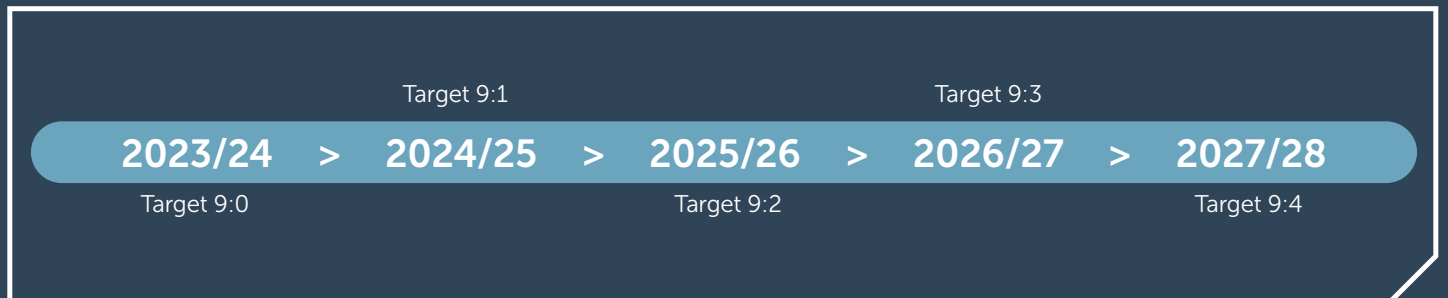 Target 9:1 Target 9:3
2023/24 > 2024/25 > 2025/26 > 2026/27 > 2027/28
Target 9:0 Target 9:2 Target 9:4